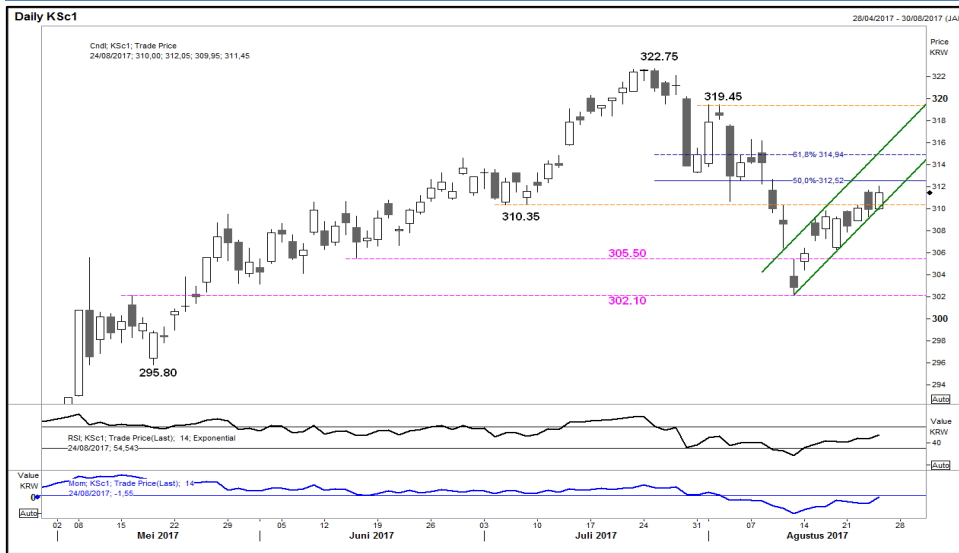 Daily KSc1
28/04/2017 - 30/08/2017 (JA
Cndl; KSc1; Trade Price
24/08/2017; 310,00; 312,05; 309,95; 311,45
Price
KRW
322.75
319.45
61,8% 314,94
50,0% 312,52
310.35
305.50
302.10
295.80
322
320
318
316
314
312
310
308
306
304
302
300
298
296
294
Auto
RSI; KSc1; Trade Price(Last); 14; Exponential
24/08/2017; 54,543
Value
KRW
40
Auto
Value
KRW
0
Auto
Mom; KSc1; Trade Price(Last); 14
24/08/2017; -1,55
02 08 15 22 29 05 12 19 26 03 10 17 24 31 07 14 21 28
Mei 2017 Juni 2017 Juli 2017 Agustus 2017